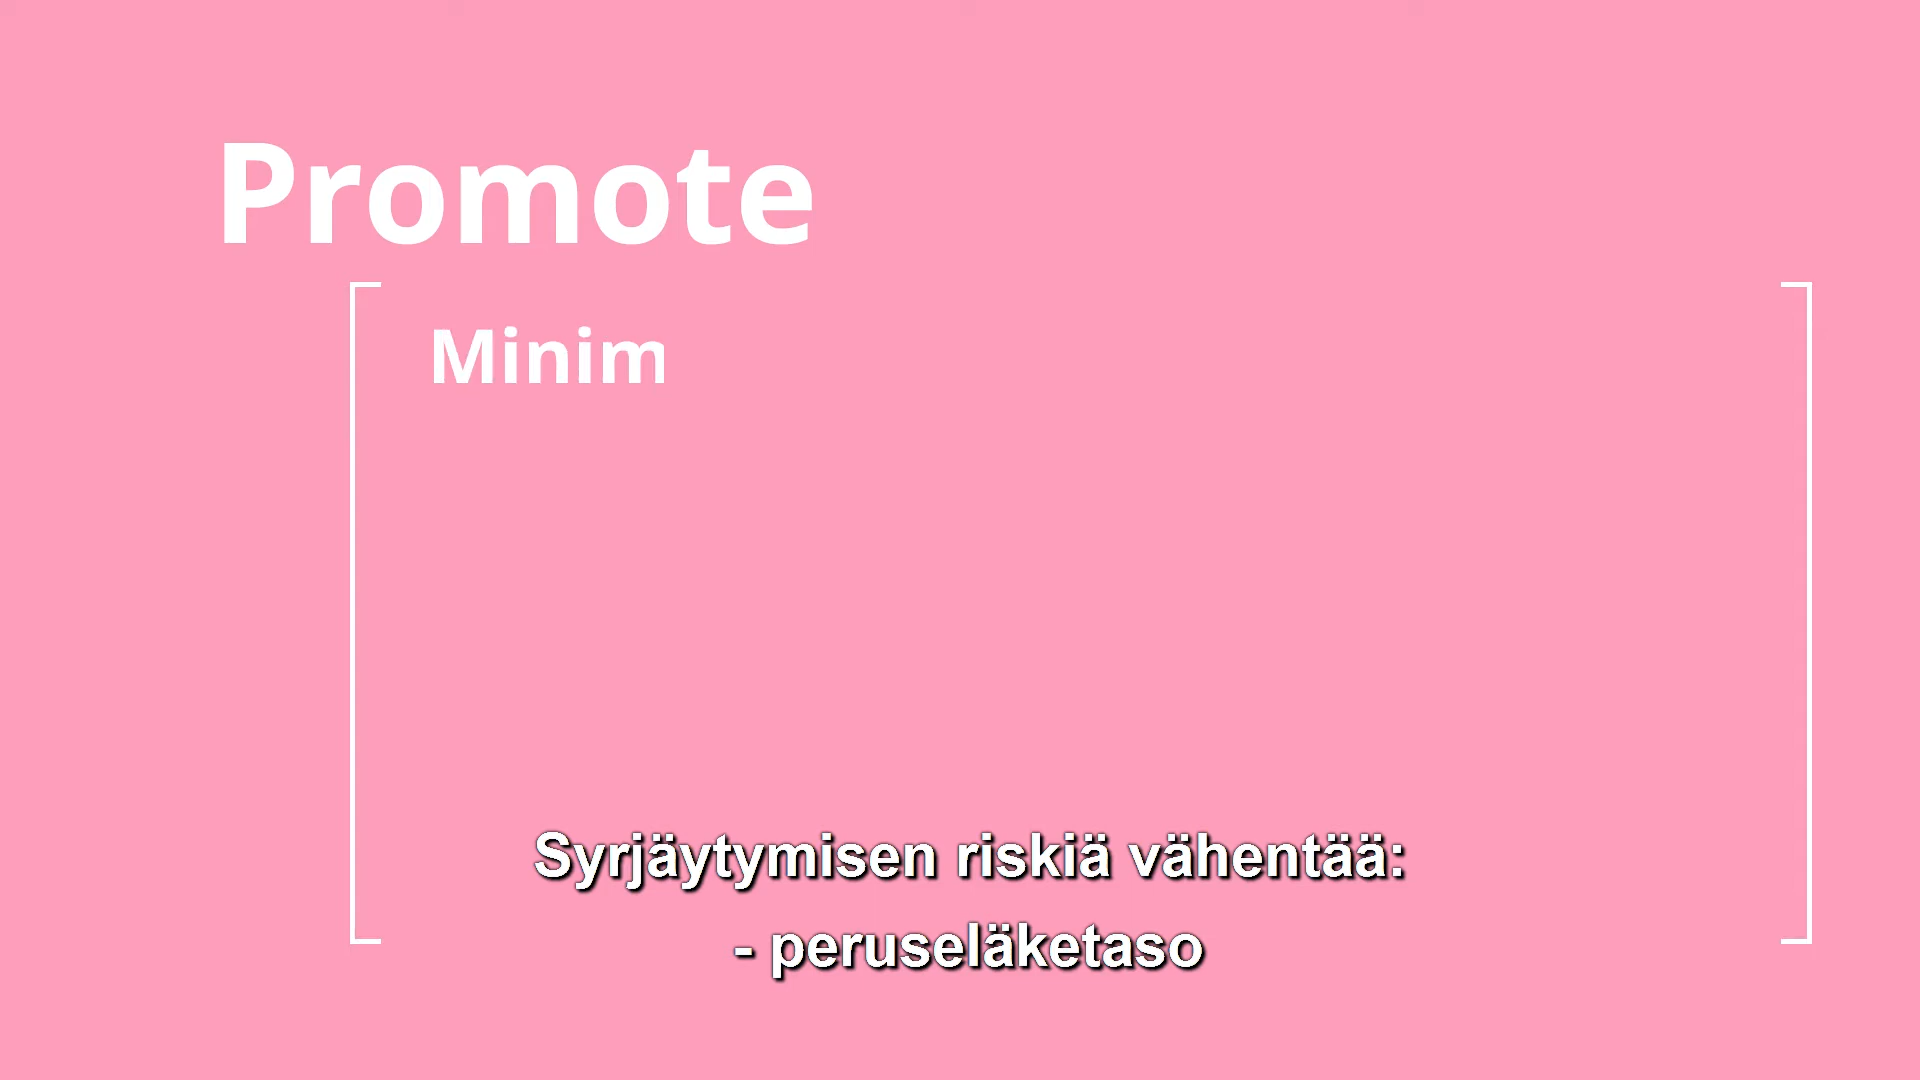 Promote
Minim
Syrjäytymisen riskiä vähentää:
- peruseläketaso